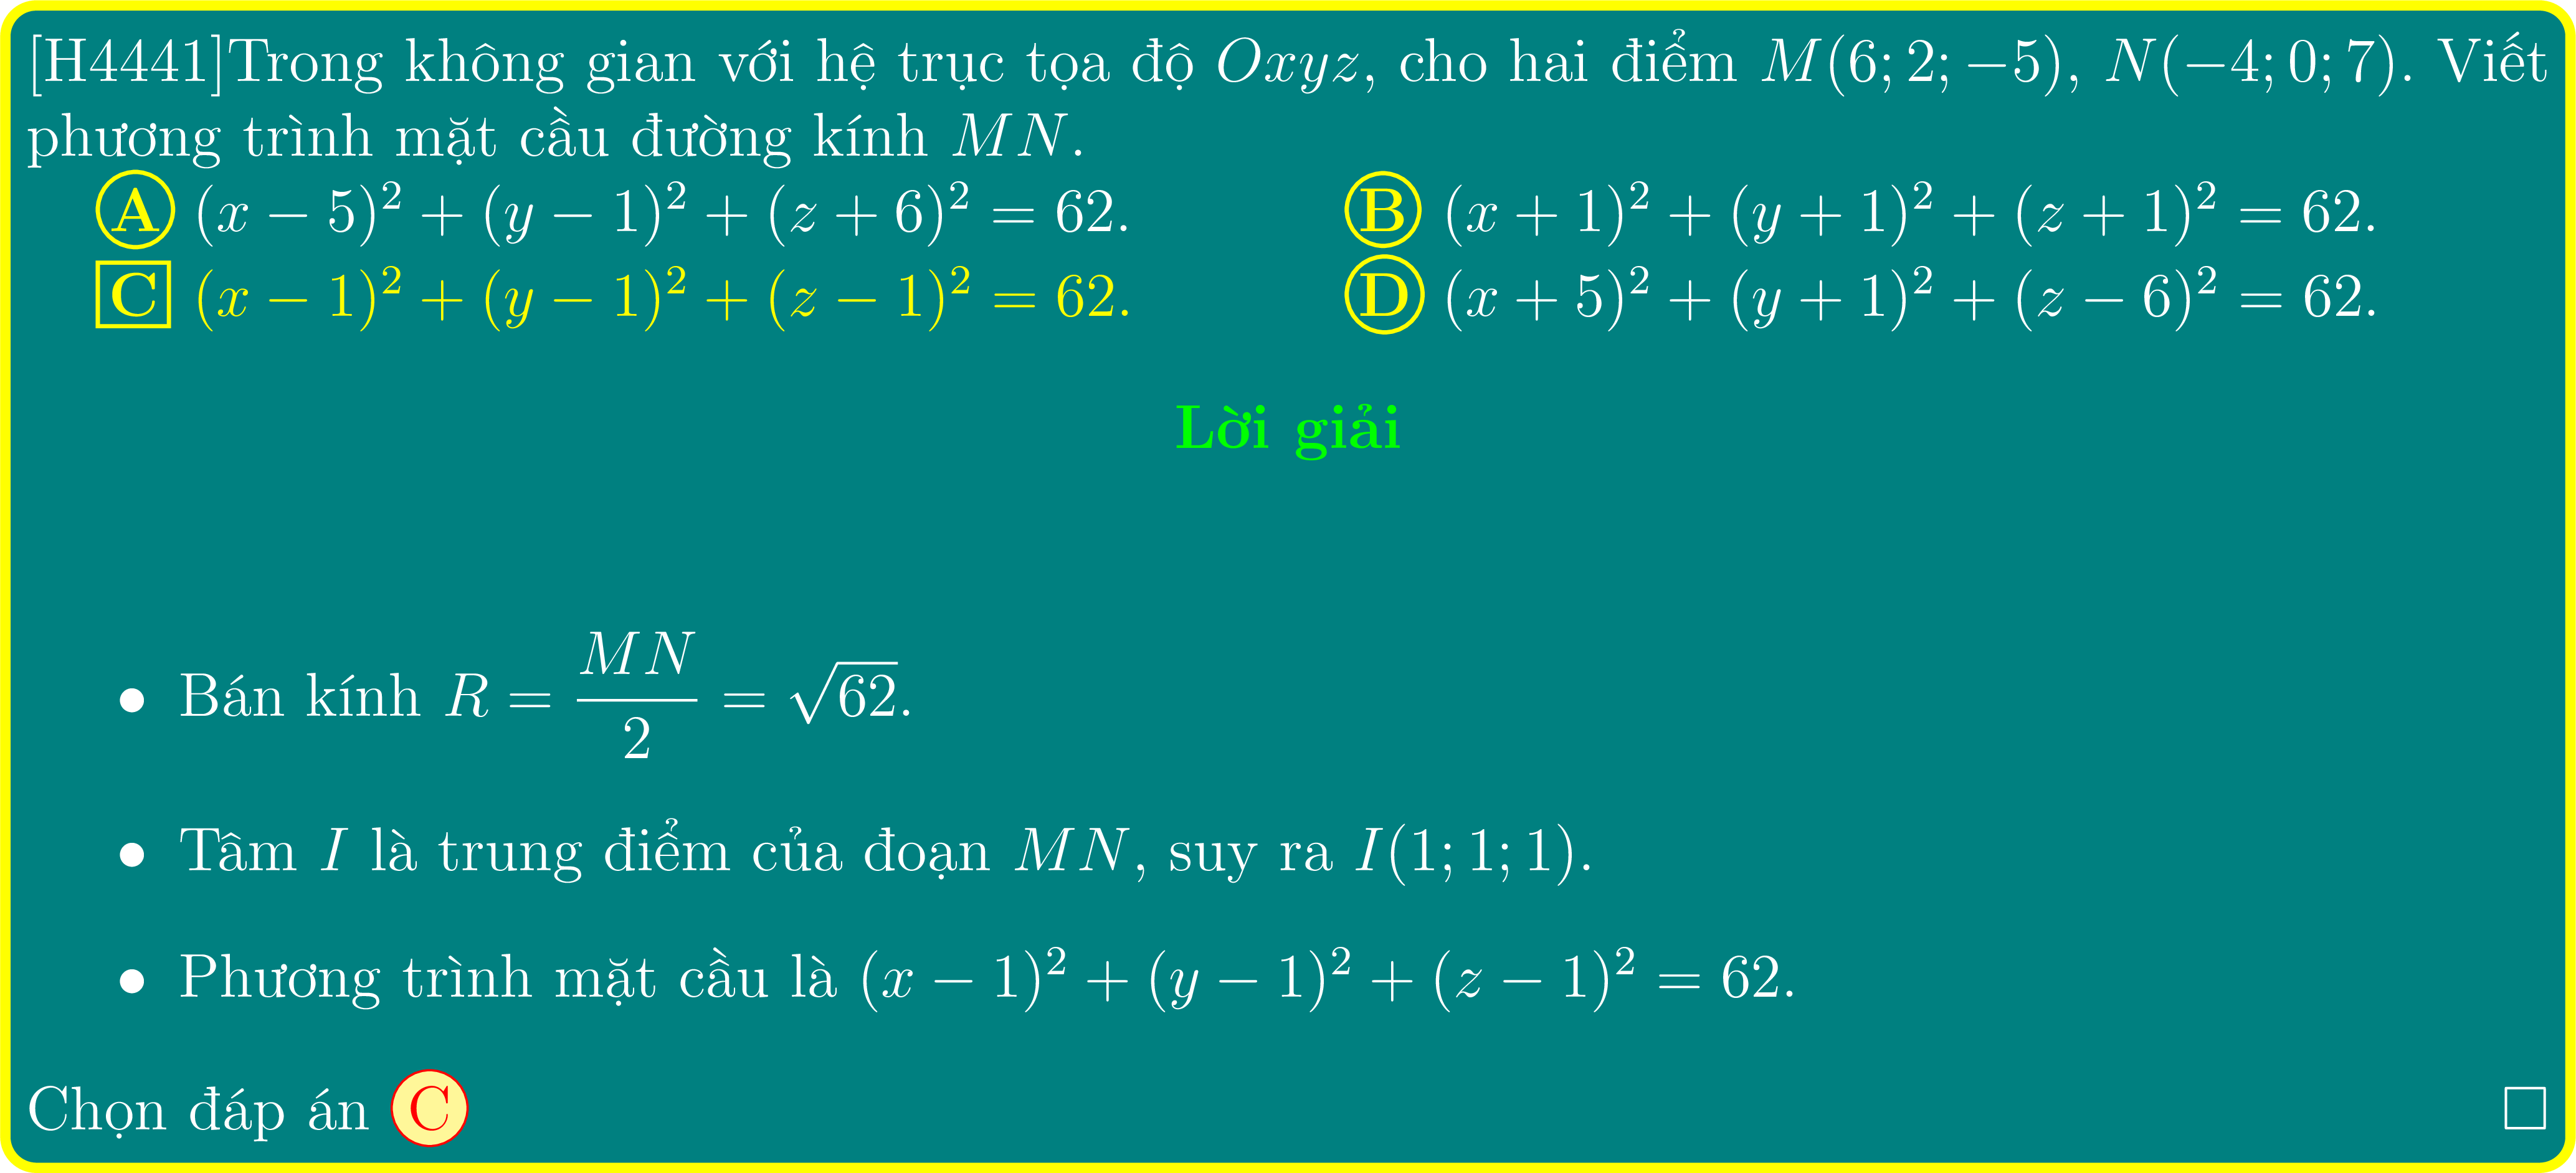 [H4441]Trong không gian với hệ trục tọa độ Oxyz, cho hai điểm M(6; 2; −5), N(−4; 0; 7). Viết
phương trình mặt cầu đường kính MN.
A (x − 5)² + (y − 1)² + (z + 6)² = 62. B (x + 1)² + (y + 1)² + (z + 1)² = 62.
C (x − 1)² + (y − 1)² + (z − 1)² = 62. D (x + 5)² + (y + 1)² + (z − 6)² = 62.
Lời giải
• Bán kính R = MN/2 = √62.
• Tâm I là trung điểm của đoạn MN, suy ra I(1; 1; 1).
• Phương trình mặt cầu là (x − 1)² + (y − 1)² + (z − 1)² = 62.
Chọn đáp án C □